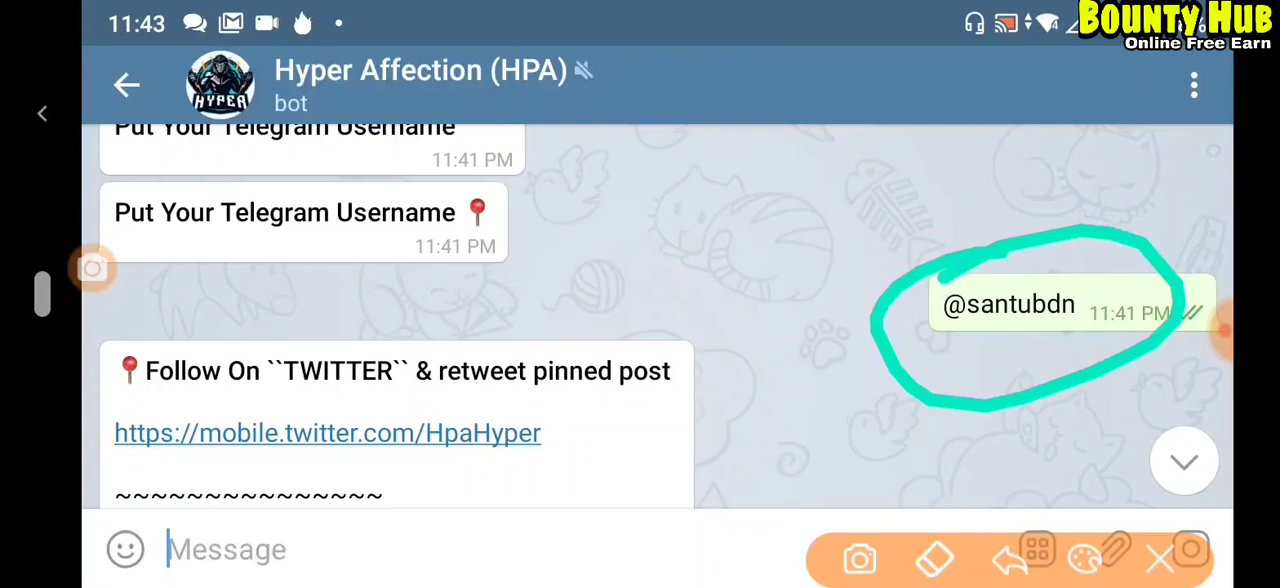 11:43
BOUNTY HUB
Online Free Earn
Hyper Affection (HPA)
bot
HYPER
Put Your Telegram Username
11:41 PM
Put Your Telegram Username 📍
11:41 PM
@santubdn 11:41 PM
📍Follow On ``TWITTER`` & retweet pinned post
https://mobile.twitter.com/HpaHyper
~~~~~~~~~~~~~~~
Message